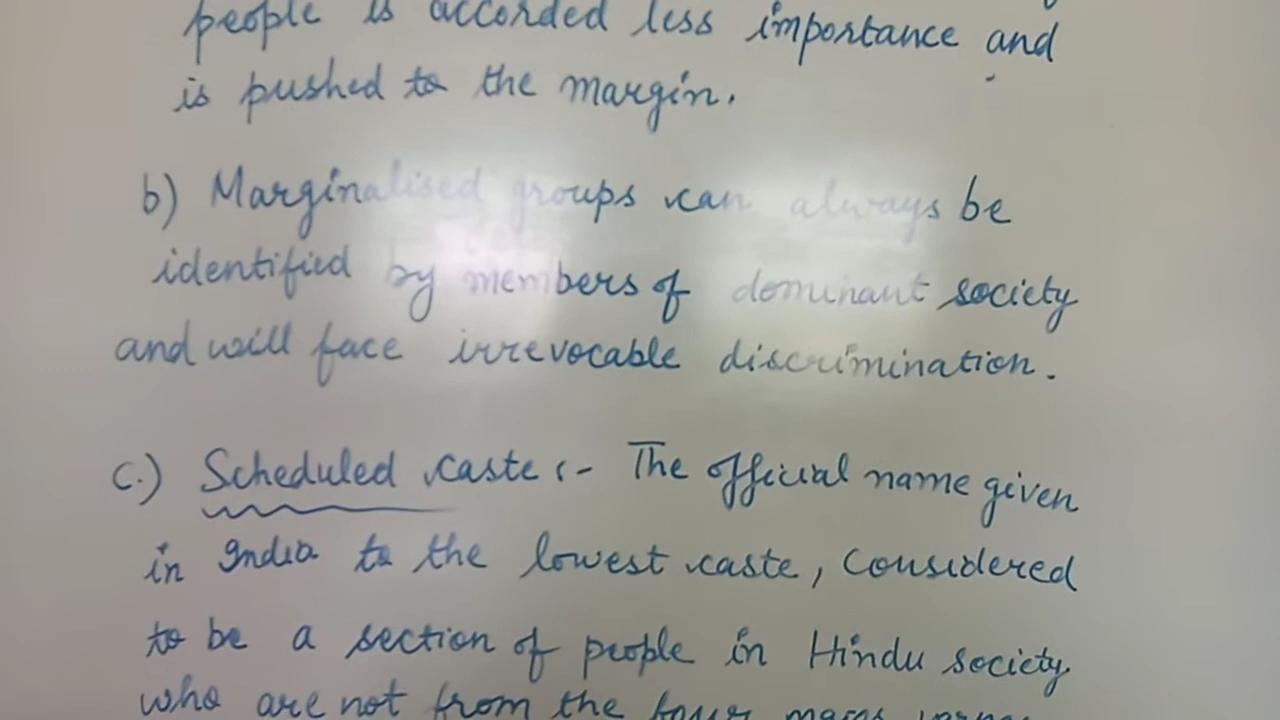 people is accorded less importance and
is pushed to the margin.
b) Marginalised groups can always be
identified by members of dominant society
and will face irrevocable discrimination.
c.) Scheduled caste :- The official name given
in India to the lowest caste, Considered
to be a section of people in Hindu society
who are not from the four